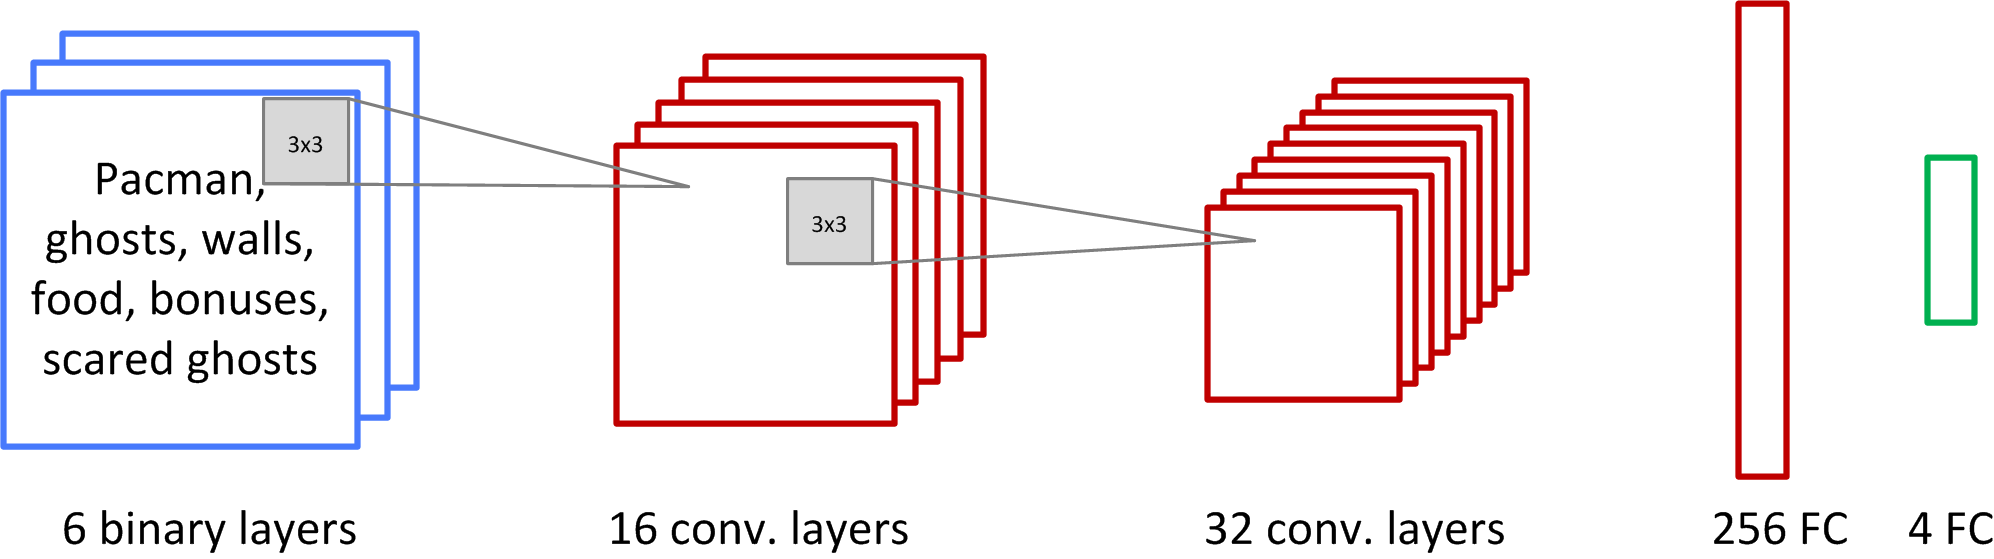 3x3
Pacman,
ghosts, walls,
food, bonuses,
scared ghosts
3x3
6 binary layers
16 conv. layers
32 conv. layers
256 FC
4 FC